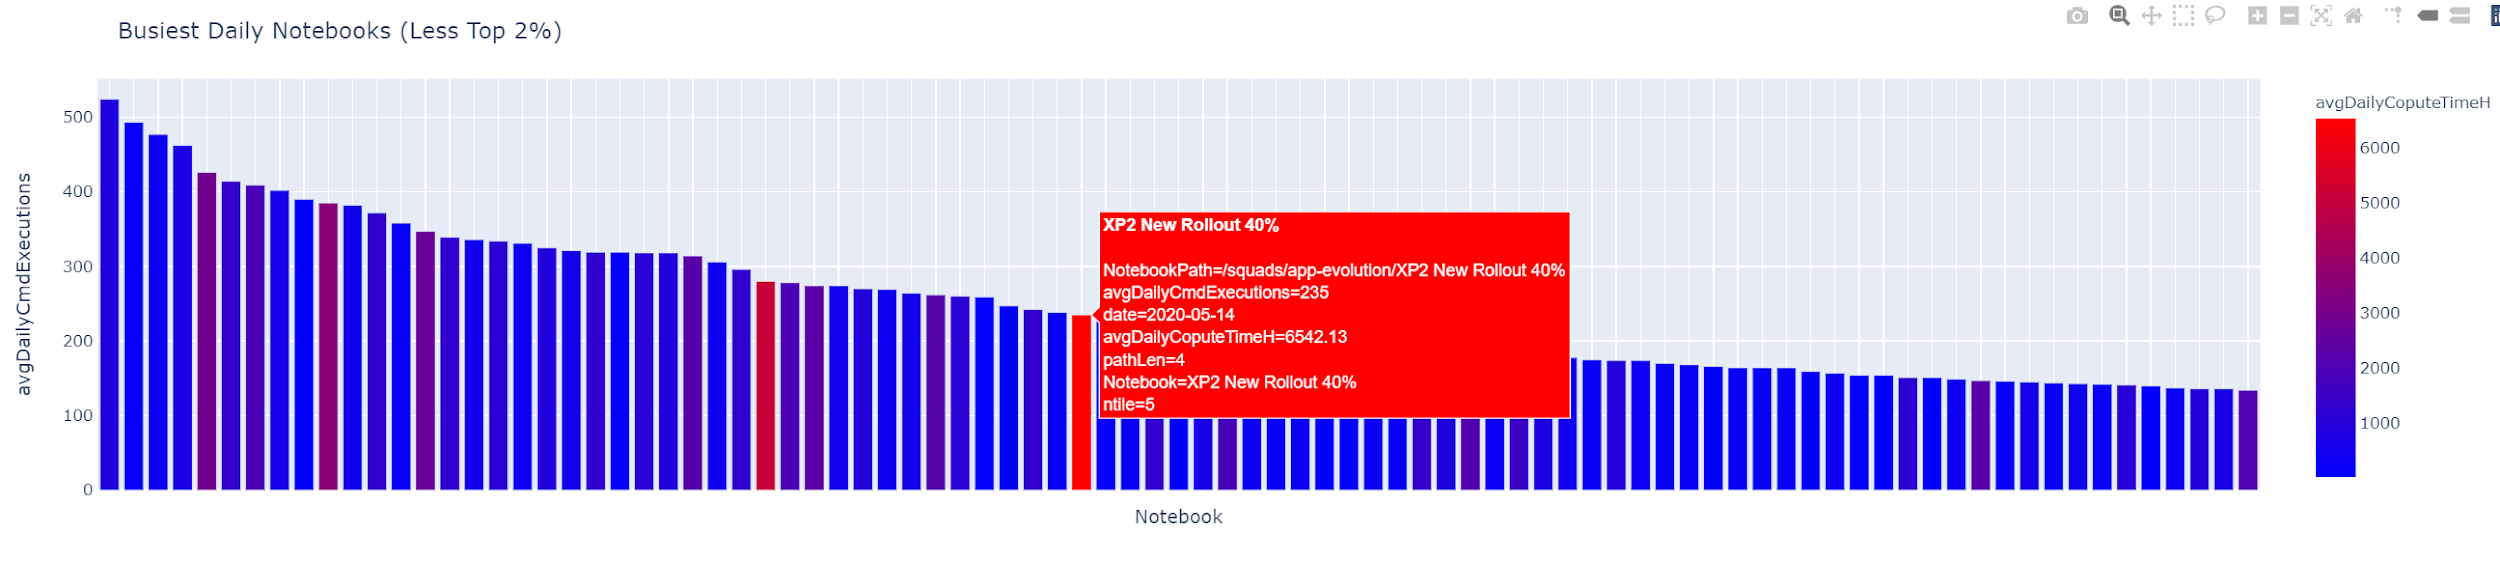 Busiest Daily Notebooks (Less Top 2%)
avgDailyCmdExecutions
500
400
300
200
100
0
Notebook
XP2 New Rollout 40%
NotebookPath=/squads/app-evolution/XP2 New Rollout 40%
avgDailyCmdExecutions=235
date=2020-05-14
avgDailyCoputeTimeH=6542.13
pathLen=4
Notebook=XP2 New Rollout 40%
ntile=5
avgDailyCoputeTimeH
6000
5000
4000
3000
2000
1000